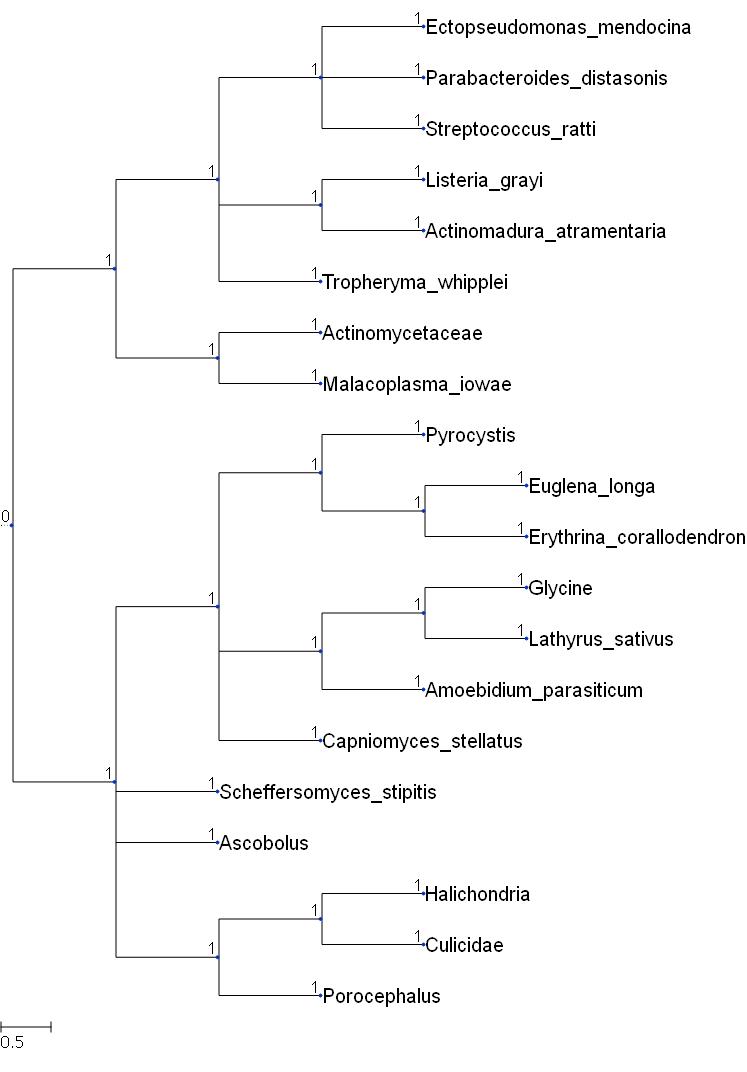 1 Ectopseudomonas_mendocina
1 1 Parabacteroides_distasonis
1 Streptococcus_ratti
1 1 Listeria_grayi
1 1 Actinomadura_atramentaria
1 1 Tropheryma_whipplei
1 Actinomycetaceae
1 1 Malacoplasma_iowae
1 Pyrocystis
1 1 Euglena_longa
0 1 1 Erythrina_corallodendron
1 1 Glycine
1 1 Lathyrus_sativus
1 Amoebidium_parasiticum
1 Capniomyces_stellatus
1 1 Scheffersomyces_stipitis
1 Ascobolus
1 Halichondria
1 1 Culicidae
1 1 Porocephalus
0.5